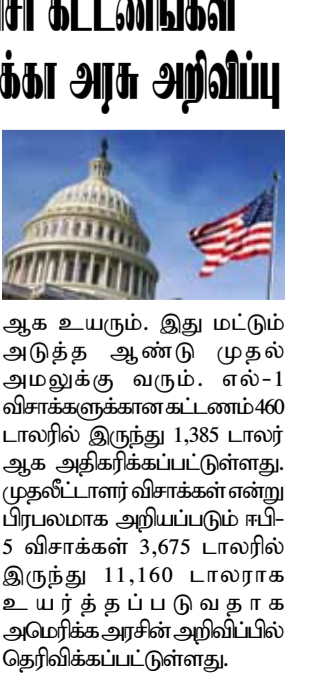 கட்டணங்கள்
அரசு அறிவிப்பு
ஆக உயரும். இது மட்டும்
அடுத்த ஆண்டு முதல்
அமலுக்கு வரும். எல்-1
விசாக்களுக்கான கட்டணம் 460
டாலரில் இருந்து 1,385 டாலர்
ஆக அதிகரிக்கப்பட்டுள்ளது.
முதலீட்டாளர் விசாக்கள் என்று
பிரபலமாக அறியப்படும் ஈபி-
5 விசாக்கள் 3,675 டாலரில்
இருந்து 11,160 டாலராக
உயர்த்தப்படுவதாக
அமெரிக்க அரசின் அறிவிப்பில்
தெரிவிக்கப்பட்டுள்ளது.